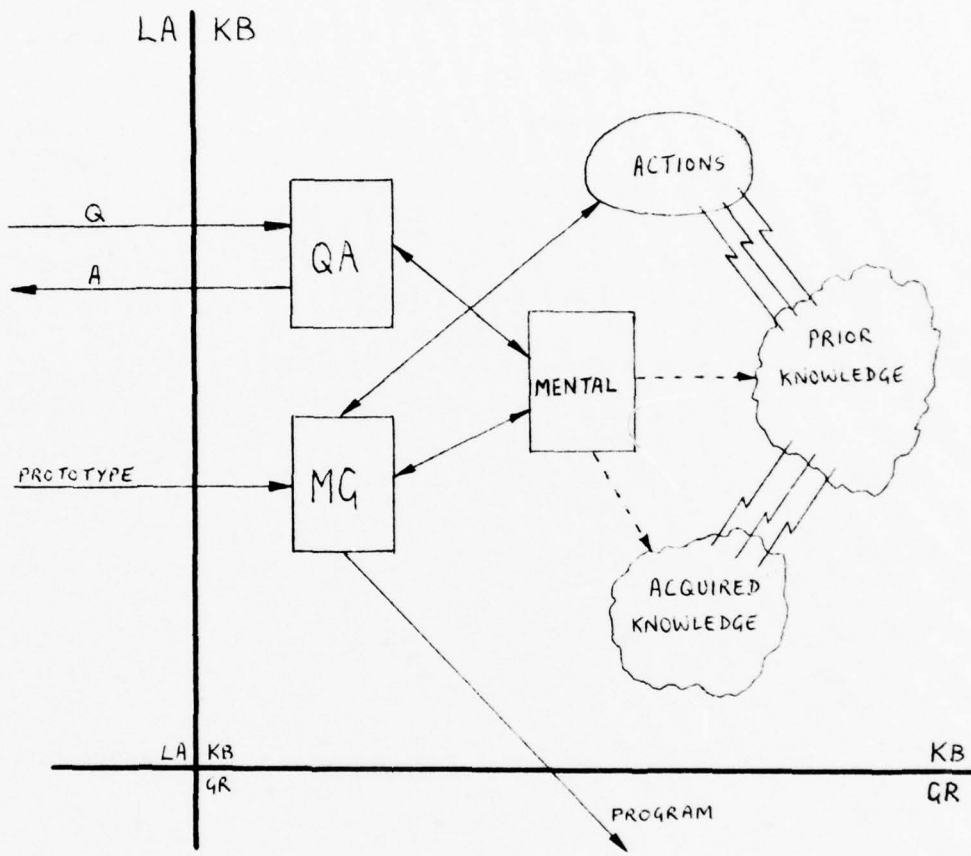 LA KB
ACTIONS
Q
QA
A
PRIOR
KNOWLEDGE
MENTAL
PROTOTYPE
MG
ACQUIRED
KNOWLEDGE
LA KB
KB
GR
GR
PROGRAM